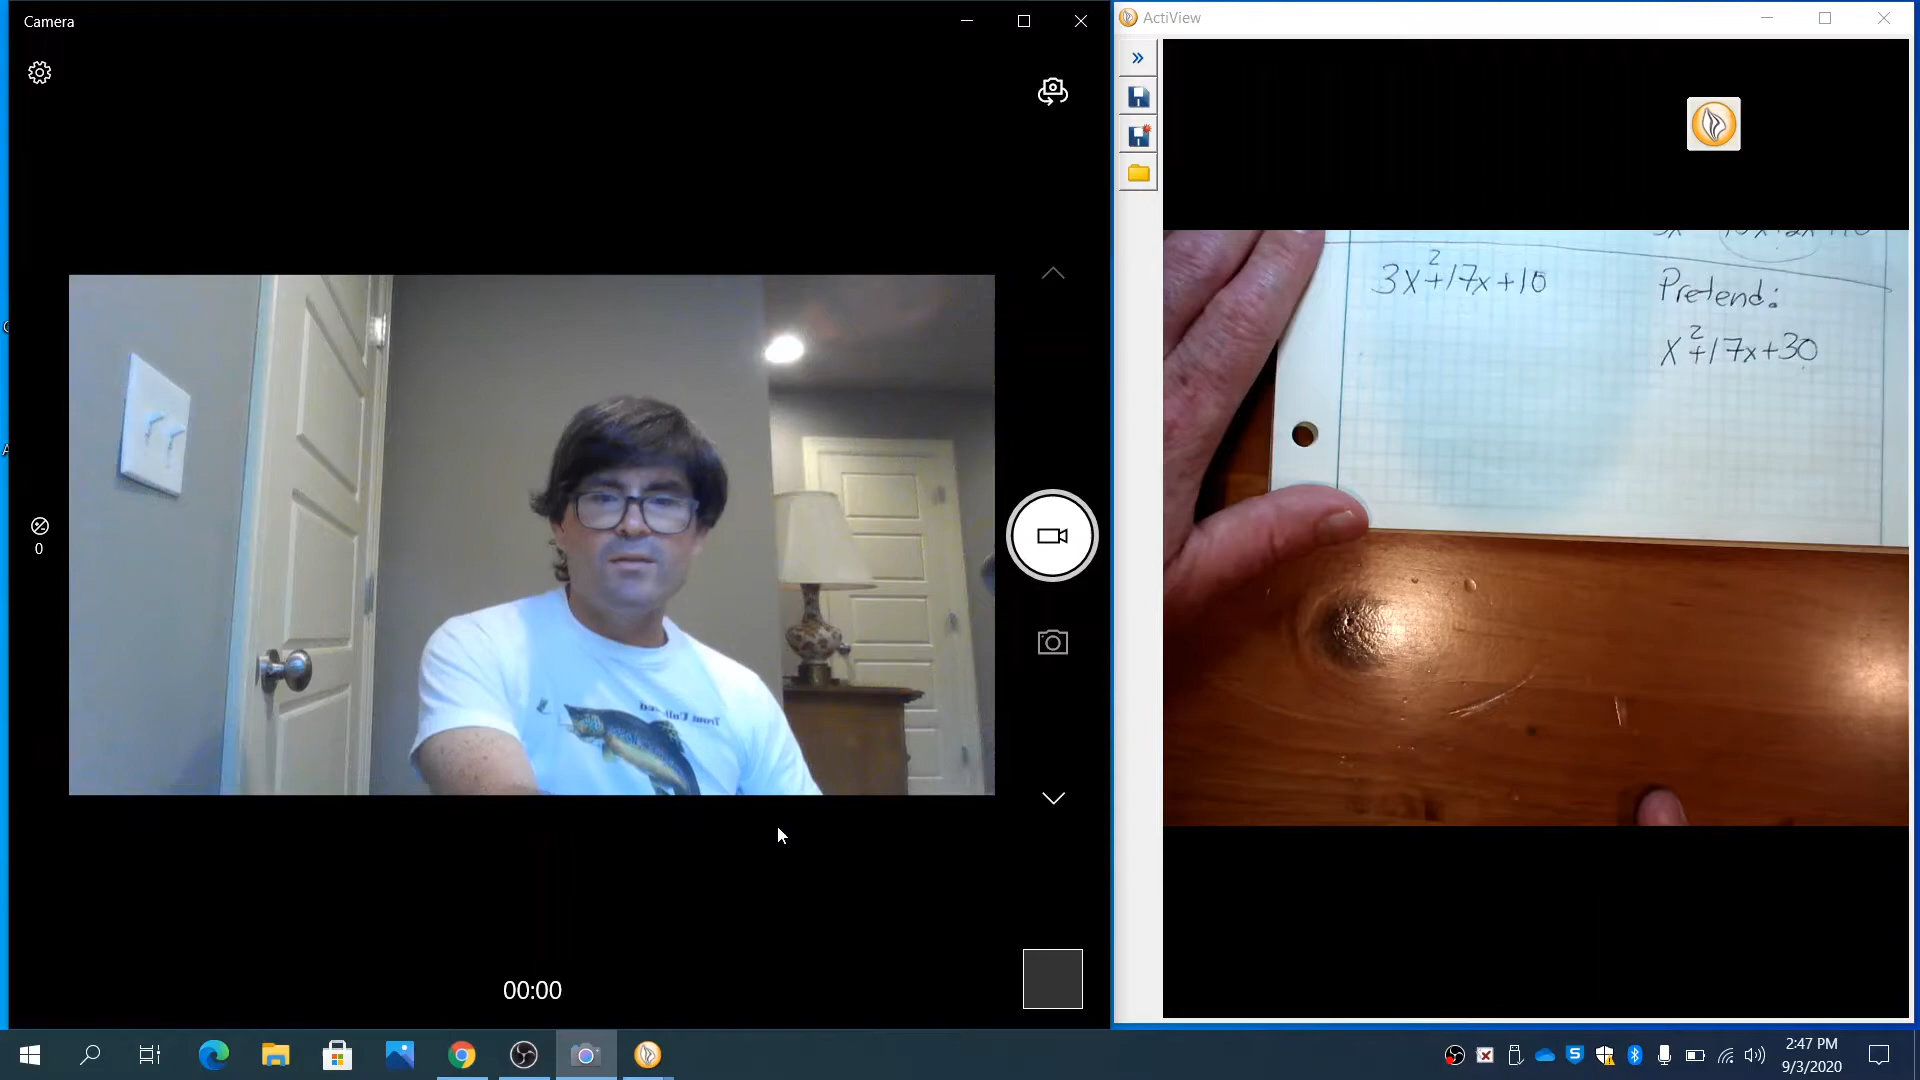 Camera
ActiView
3x²+17x+10
Pretend:
x²+17x+30
0
00:00
2:47 PM
9/3/2020